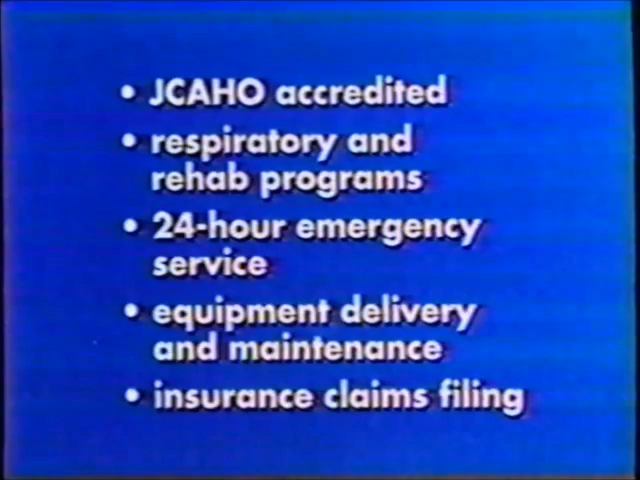 • JCAHO accredited
• respiratory and
rehab programs
• 24-hour emergency
service
• equipment delivery
and maintenance
• insurance claims filing